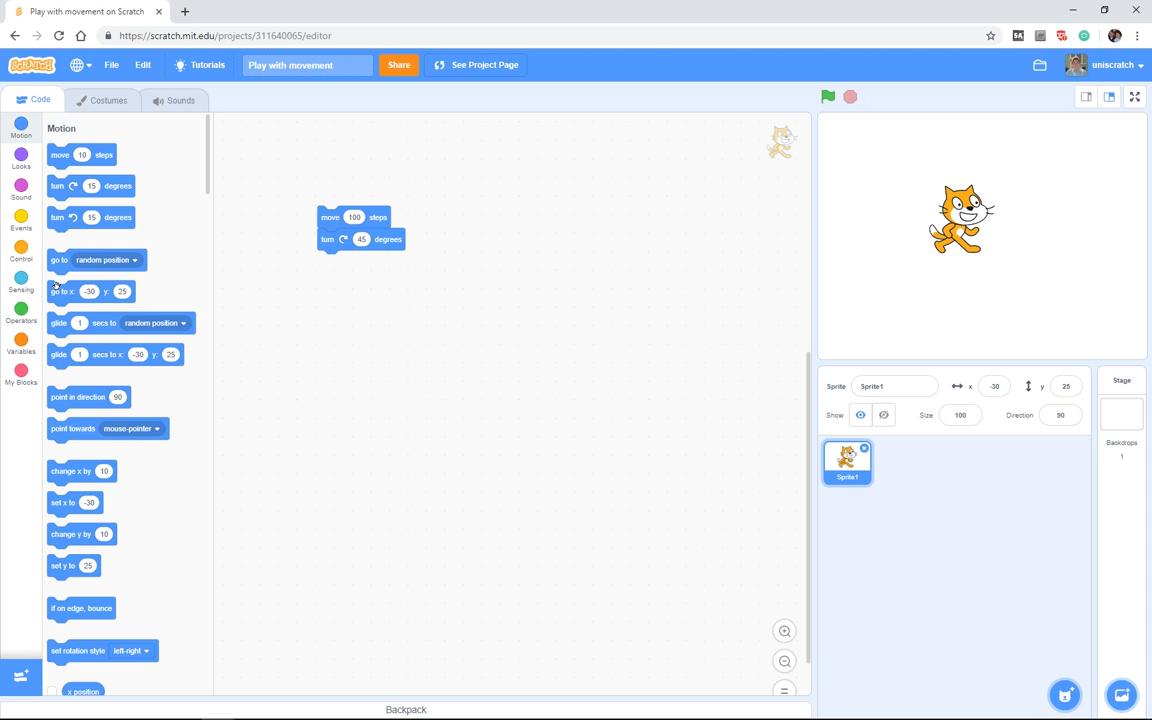 Play with movement on Scratch
https://scratch.mit.edu/projects/311640065/editor
SCRATCH
File
Edit
Tutorials
Play with movement
Share
See Project Page
uniscratch
Code
Costumes
Sounds
Motion
Looks
Sound
Events
Control
Sensing
Operators
Variables
My Blocks
Motion
move 10 steps
turn 15 degrees
turn 15 degrees
go to random position
go to x: -30 y: 25
glide 1 secs to random position
glide 1 secs to x: -30 y: 25
point in direction 90
point towards mouse-pointer
change x by 10
set x to -30
change y by 10
set y to 25
if on edge, bounce
set rotation style left-right
x position
move 100 steps
turn 45 degrees
Backpack
Sprite Sprite1 x -30 y 25
Show Size 100 Direction 90
Sprite1
Stage
Backdrops
1